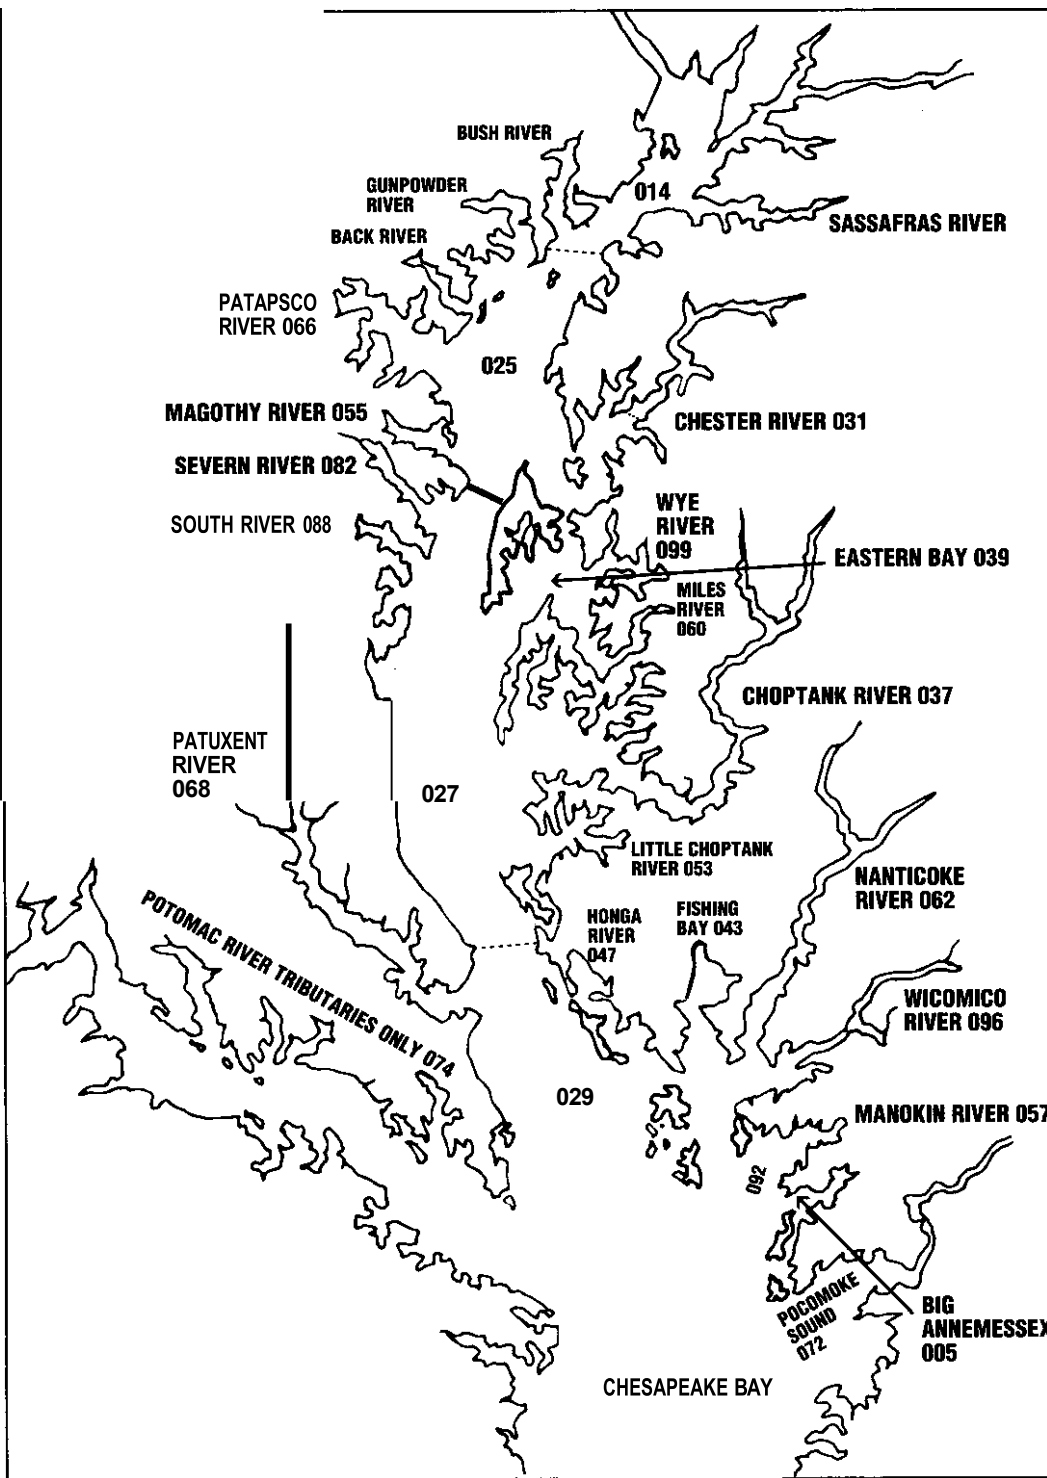 BUSH RIVER
014
GUNPOWDER
RIVER
SASSAFRAS RIVER
BACK RIVER
PATAPSCO
RIVER 066
025
MAGOTHY RIVER 055
CHESTER RIVER 031
SEVERN RIVER 082
SOUTH RIVER 088
WYE
RIVER
099
EASTERN BAY 039
MILES
RIVER
060
CHOPTANK RIVER 037
PATUXENT
RIVER
068
027
LITTLE CHOPTANK
RIVER 053
NANTICOKE
RIVER 062
POTOMAC RIVER TRIBUTARIES ONLY 074
HONGA
RIVER
047
FISHING
BAY 043
WICOMICO
RIVER 096
029
MANOKIN RIVER 057
092
POCOMOKE
SOUND
072
BIG
ANNEMESSEX
005
CHESAPEAKE BAY